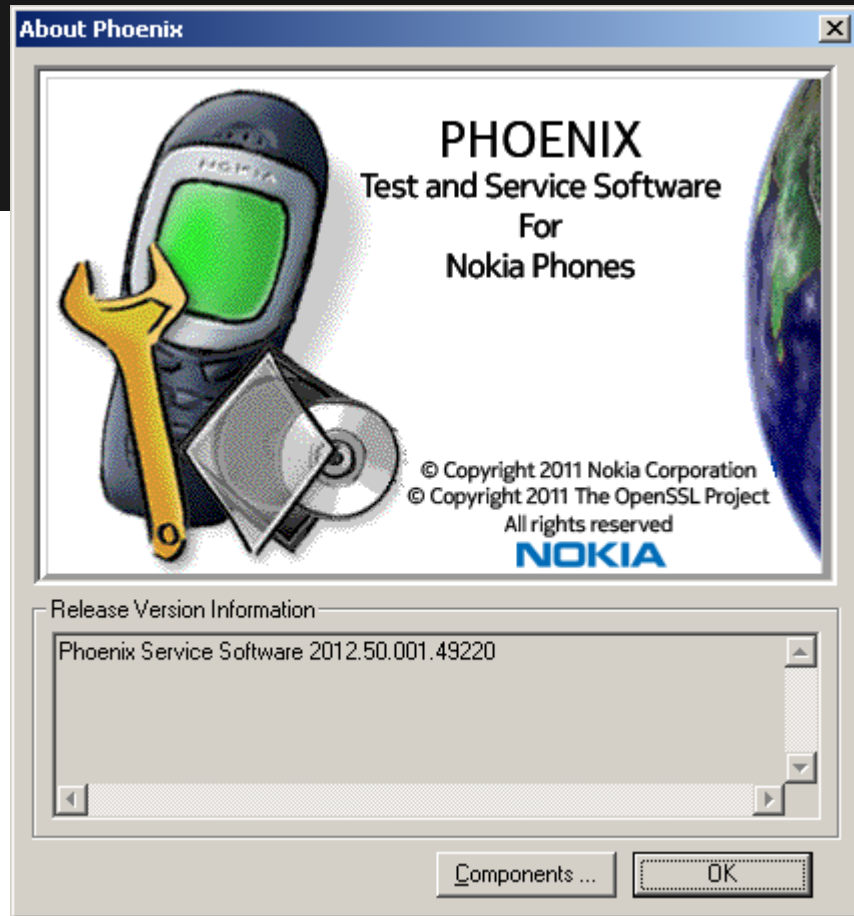 About Phoenix
NOKIA
PHOENIX
Test and Service Software
For
Nokia Phones
© Copyright 2011 Nokia Corporation
© Copyright 2011 The OpenSSL Project
All rights reserved
NOKIA
Release Version Information
Phoenix Service Software 2012.50.001.49220
Components ...
OK